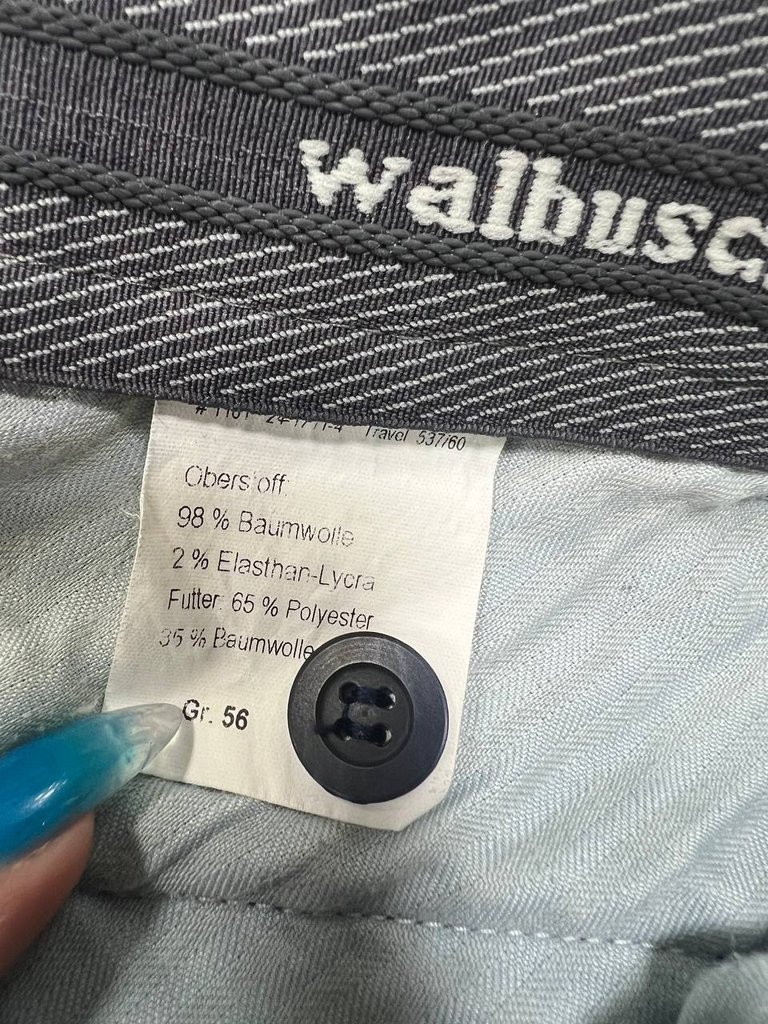 walbusc
Travel 537/60
Oberstoff:
98 % Baumwolle
2 % Elasthan-Lycra
Futter: 65 % Polyester
35 % Baumwolle
Gr. 56